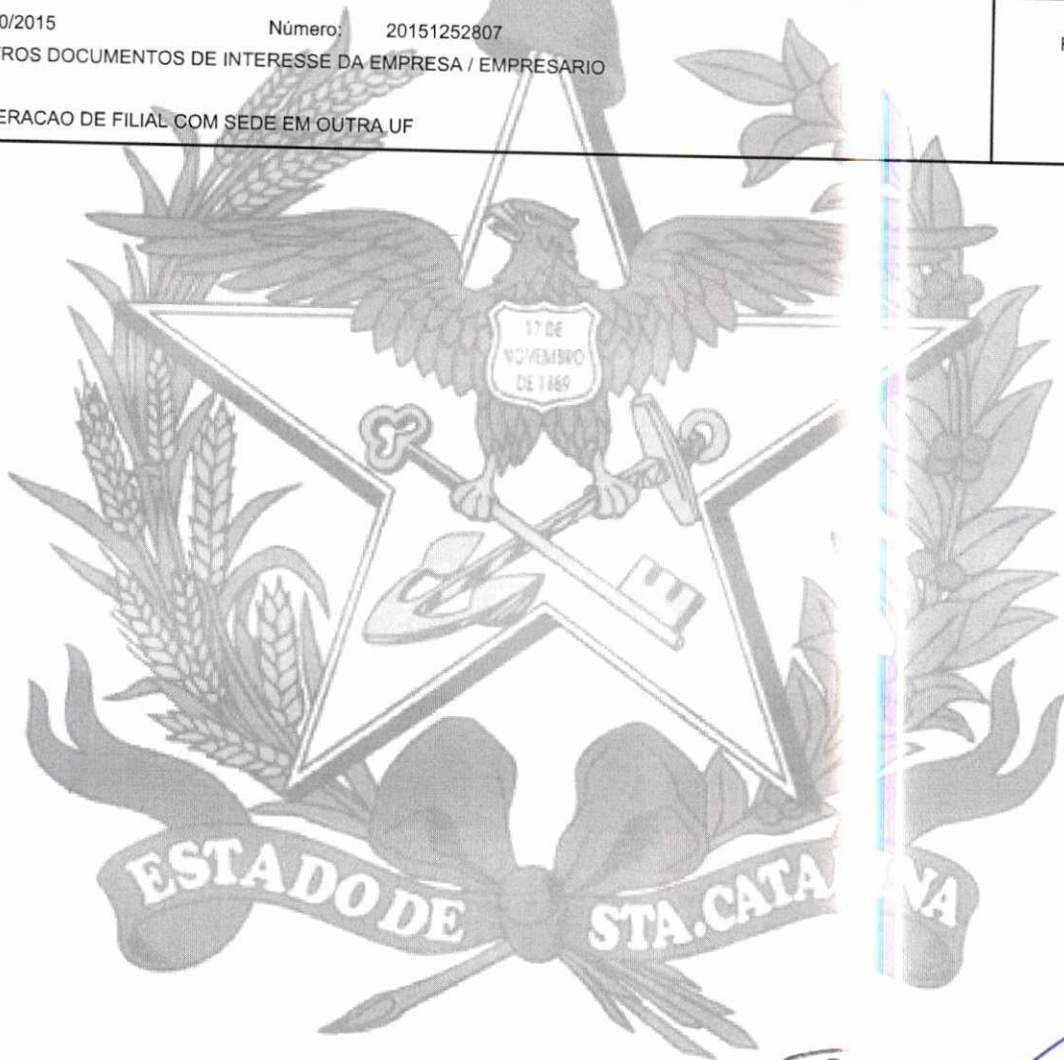 0/2015 Número: 20151252807
ROS DOCUMENTOS DE INTERESSE DA EMPRESA / EMPRESARIO
ERACAO DE FILIAL COM SEDE EM OUTRA UF
17 DE
NOVEMBRO
DE 1889
ESTADO DE STA.CATA NA